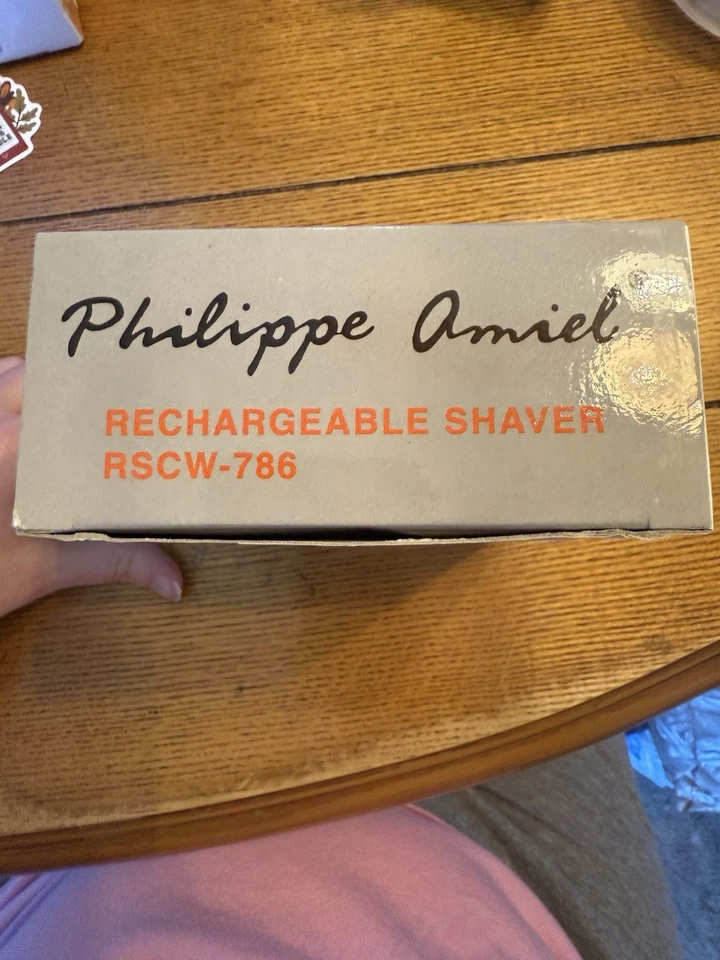 Philippe Amiel
RECHARGEABLE SHAVER
RSCW-786